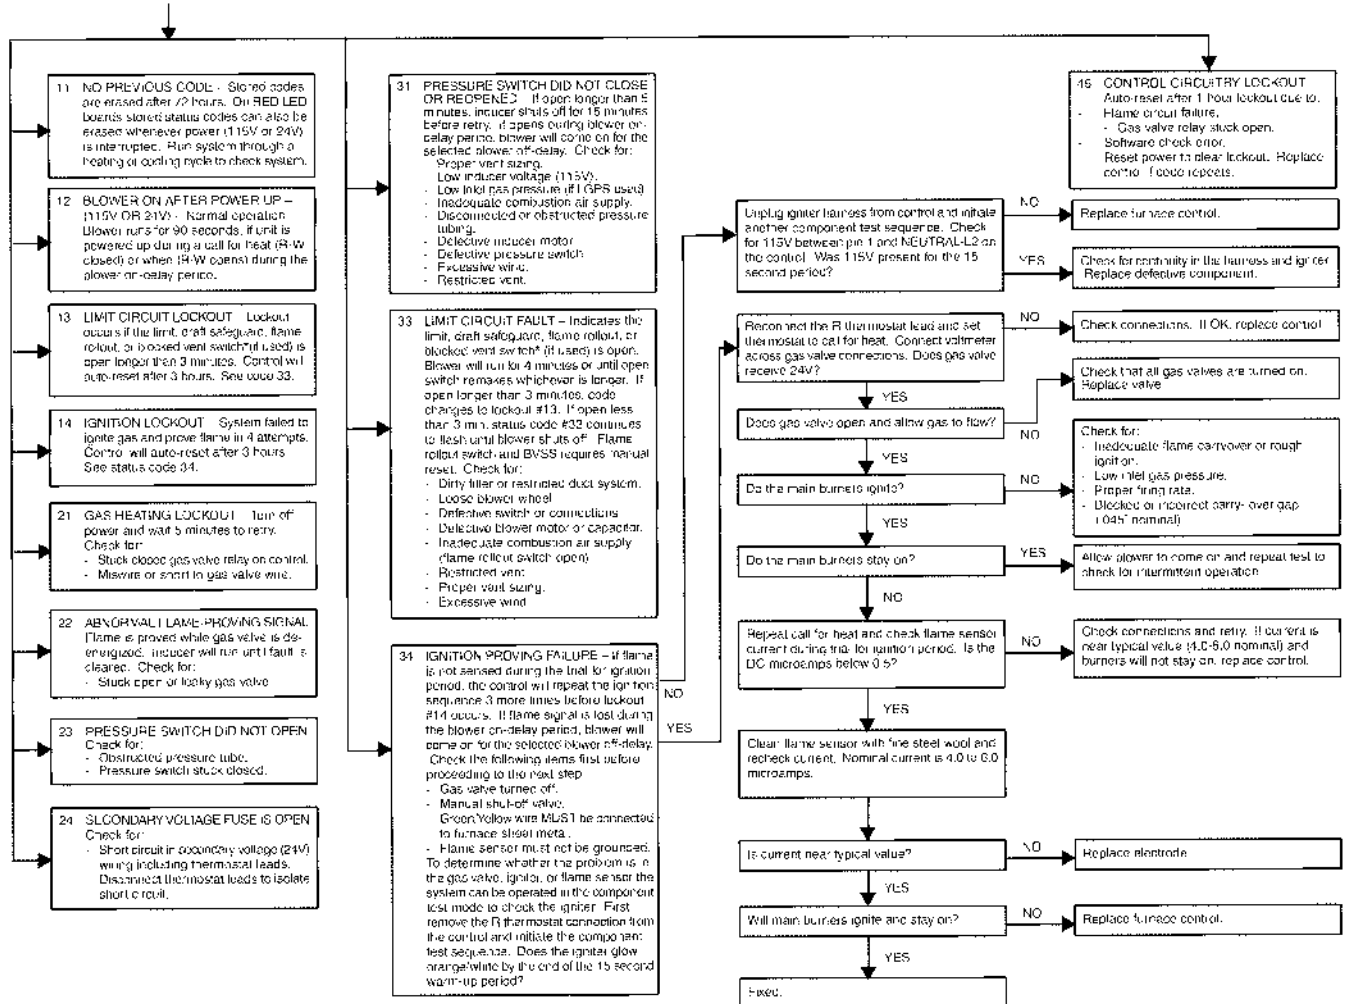 11 NO PREVIOUS CODE - Stored codes
are erased after 72 hours. On RED LED
boards stored status codes can also be
erased whenever power (115V or 24V)
is interrupted. Run system through a
heating or cooling cycle to check system.
12 BLOWER ON AFTER POWER UP –
(115V OR 24V) - Normal operation
Blower runs for 90 seconds, if unit is
powered up during a call for heat (R-W
closed) or when (R-W opens) during the
blower on-delay period.
13 LIMIT CIRCUIT LOCKOUT Lockout
occurs if the limit, draft safeguard, flame
rollout, or blocked vent switch*(if used) is
open longer than 3 minutes. Control will
auto-reset after 3 hours. See code 33.
14 IGNITION LOCKOUT System failed to
ignite gas and prove flame in 4 attempts.
Control will auto-reset after 3 hours
See status code 34.
21 GAS HEATING LOCKOUT Turn off
power and wait 5 minutes to retry.
Check for:
- Stuck closed gas valve relay on control.
- Miswire or short to gas valve wire.
22 ABNORMAL FLAME-PROVING SIGNAL
Flame is proved while gas valve is de-
energized. Inducer will run until fault is
cleared. Check for:
- Stuck open or leaky gas valve
23 PRESSURE SWITCH DID NOT OPEN
Check for:
- Obstructed pressure tube.
- Pressure switch stuck closed.
24 SECONDARY VOLTAGE FUSE IS OPEN
Check for:
- Short circuit in secondary voltage (24V)
wiring including thermostat leads.
Disconnect thermostat leads to isolate
short circuit.
31 PRESSURE SWITCH DID NOT CLOSE
OR REOPENED If open longer than 5
minutes, inducer shuts off for 15 minutes
before retry. If opens during blower on-
delay period, blower will come on for the
selected blower off-delay. Check for:
Proper vent sizing.
Low inducer voltage (115V).
- Low inlet gas pressure (if LGPS used)
- Inadequate combustion air supply.
- Disconnected or obstructed pressure
tubing.
- Defective inducer motor
- Defective pressure switch
- Excessive wind.
- Restricted vent.
33 LIMIT CIRCUIT FAULT – Indicates the
limit, draft safeguard, flame rollout, or
blocked vent switch* (if used) is open.
Blower will run for 4 minutes or until open
switch remakes whichever is longer. If
open longer than 3 minutes, code
changes to lockout #13. If open less
than 3 min. status code #33 continues
to flash until blower shuts off Flame
rollout switch and BVSS requires manual
reset. Check for:
- Dirty filter or restricted duct system.
- Loose blower wheel
- Defective switch or connections
- Defective blower motor or capacitor.
- Inadequate combustion air supply
(flame rollout switch open)
- Restricted vent
- Proper vent sizing.
- Excessive wind
34 IGNITION PROVING FAILURE – If flame
is not sensed during the trial for ignition
period, the control will repeat the ignition
sequence 3 more times before lockout
#14 occurs. If flame signal is lost during
the blower on-delay period, blower will
come on for the selected blower off-delay.
Check the following items first before
proceeding to the next step
- Gas valve turned off.
- Manual shut-off valve.
Green/Yellow wire MUST be connected
to furnace sheet metal.
- Flame sensor must not be grounded.
To determine whether the problem is in
the gas valve, igniter, or flame sensor the
system can be operated in the component
test mode to check the igniter First
remove the R thermostat connection from
the control and initiate the component
test sequence. Does the igniter glow
orange/white by the end of the 15 second
warm-up period?
NO
YES
45 CONTROL CIRCUITRY LOCKOUT
Auto-reset after 1 hour lockout due to.
- Flame circuit failure.
- Gas valve relay stuck open.
- Software check error.
Reset power to clear lockout. Replace
control if code repeats.
Unplug igniter harness from control and initiate
another component test sequence. Check
for 115V between pin 1 and NEUTRAL-L2 on
the control. Was 115V present for the 15
second period?
NO
Replace furnace control.
YES
Check for continuity in the harness and igniter
Replace defective component.
Reconnect the R thermostat lead and set
thermostat to call for heat. Connect voltmeter
across gas valve connections. Does gas valve
receive 24V?
NO
Check connections. If OK, replace control
YES
Does gas valve open and allow gas to flow?
NO
Check that all gas valves are turned on.
Replace valve
YES
Do the main burners ignite?
NO
Check for:
- Inadequate flame carryover or rough
ignition.
- Low inlet gas pressure.
- Proper firing rate.
- Blocked or incorrect carry- over gap
(.045" nominal)
YES
Do the main burners stay on?
YES
Allow blower to come on and repeat test to
check for intermittent operation
NO
Repeat call for heat and check flame sensor
current during trial for ignition period. Is the
DC microamps below 0.5?
NO
Check connections and retry. If current is
near typical value (4.0-6.0 nominal) and
burners will not stay on, replace control.
YES
Clean flame sensor with fine steel wool and
recheck current. Nominal current is 4.0 to 6.0
microamps.
Is current near typical value?
NO
Replace electrode
YES
Will main burners ignite and stay on?
NO
Replace furnace control.
YES
Fixed.